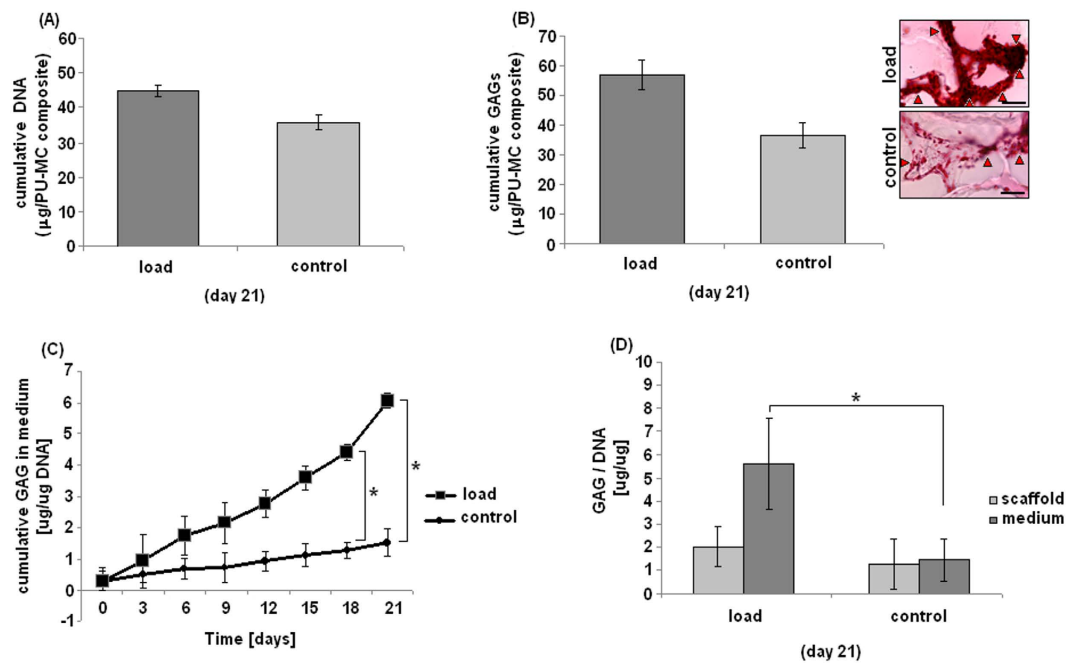 (A)
cumulative DNA
(µg/PU-MC composite)
60
50
40
30
20
10
0
load
control
(day 21)
(B)
cumulative GAGs
(µg/PU-MC composite)
70
60
50
40
30
20
10
0
load
control
(day 21)
load
control
(C)
cumulative GAG in medium
[ug/ug DNA)
7
6
5
4
3
2
1
0
-1
0 3 6 9 12 15 18 21
Time [days]
*
*
load
control
(D)
GAG / DNA
[ug/ug]
10
9
8
7
6
5
4
3
2
1
0
*
load
control
(day 21)
scaffold
medium